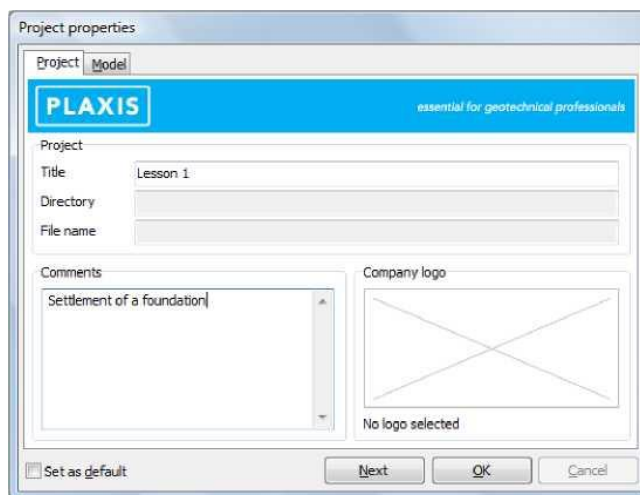 Project properties
Project Model
PLAXIS essential for geotechnical professionals
Project
Title Lesson 1
Directory
File name
Comments
Settlement of a foundation
Company logo
No logo selected
Set as default Next OK Cancel